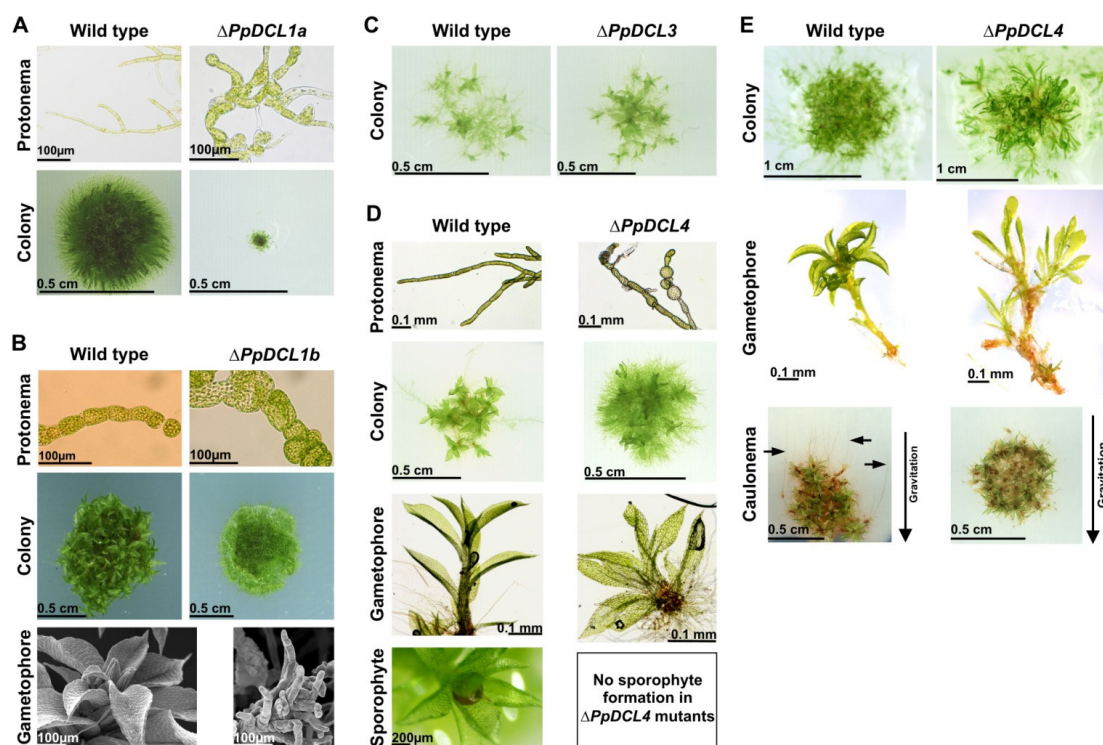 A
Wild type ΔPpDCL1a
Protonema
100µm 100µm
Colony
0.5 cm 0.5 cm
B
Wild type ΔPpDCL1b
Protonema
100µm 100µm
Colony
0.5 cm 0.5 cm
Gametophore
100µm 100µm
C
Wild type ΔPpDCL3
Colony
0.5 cm 0.5 cm
D
Wild type ΔPpDCL4
Protonema
0.1 mm 0.1 mm
Colony
0.5 cm 0.5 cm
Gametophore
0.1 mm 0.1 mm
Sporophyte
200µm
No sporophyte
formation in
ΔPpDCL4 mutants
E
Wild type ΔPpDCL4
Colony
1 cm 1 cm
Gametophore
0.1 mm 0.1 mm
Caulonema
Gravitation Gravitation
0.5 cm 0.5 cm